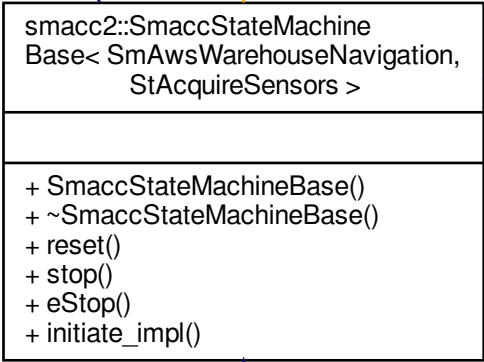 smacc2::SmaccStateMachine
Base< SmAwsWarehouseNavigation,
StAcquireSensors >
+ SmaccStateMachineBase()
+ ~SmaccStateMachineBase()
+ reset()
+ stop()
+ eStop()
+ initiate_impl()